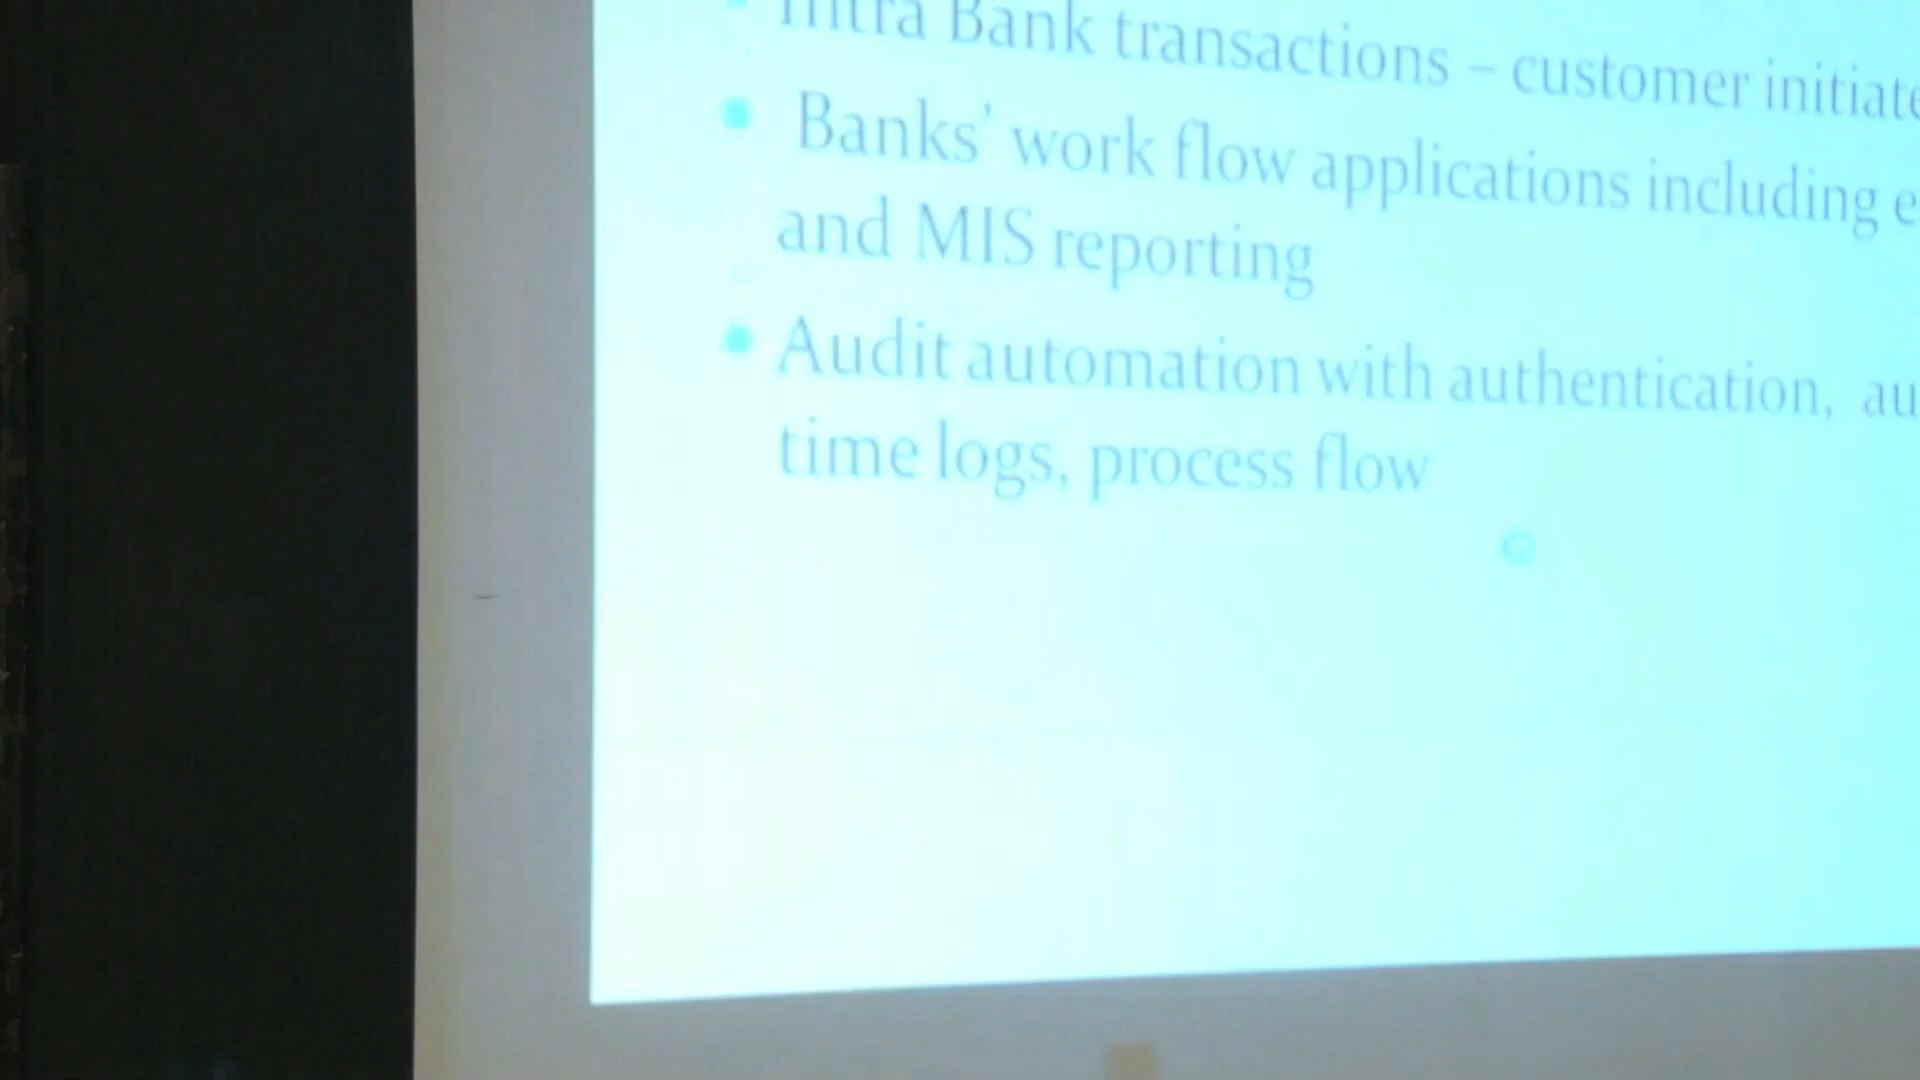 Intra Bank transactions – customer
Banks’ work flow applications including
and MIS reporting
Audit automation with authentication,
time logs, process flow